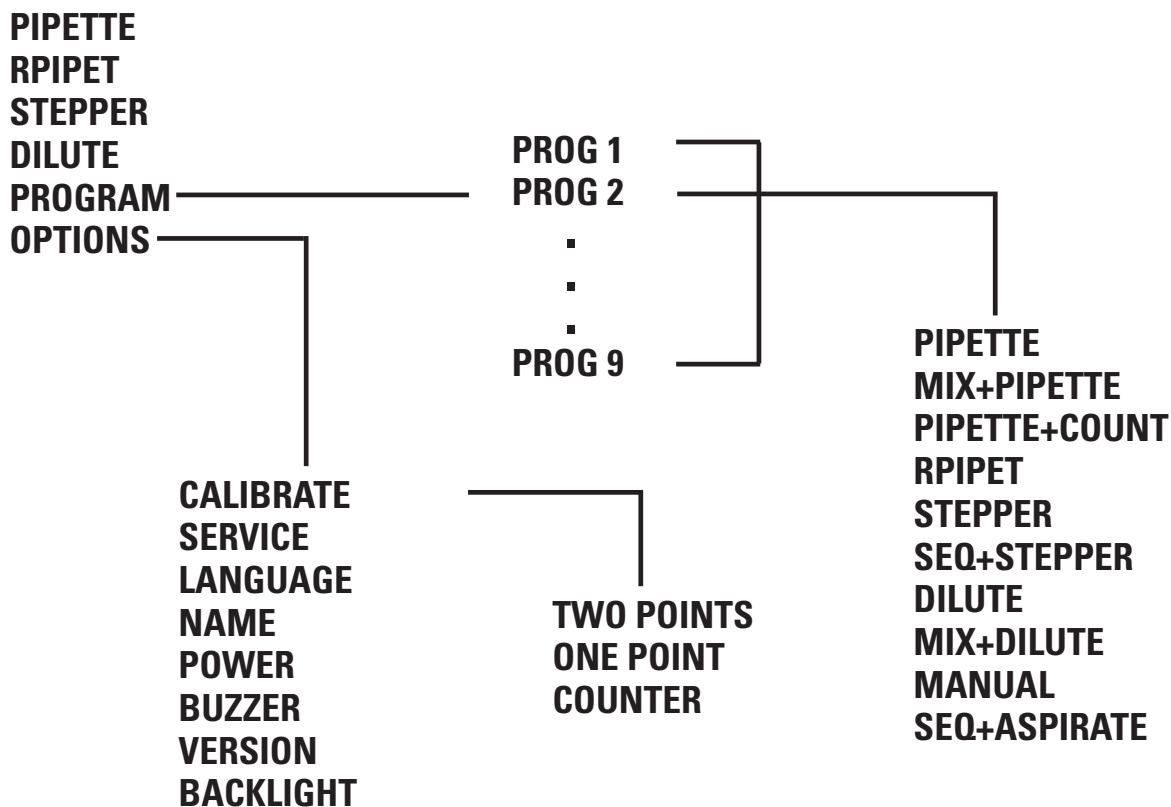 PIPETTE
RPIPET
STEPPER
DILUTE
PROGRAM
OPTIONS
PROG 1
PROG 2
.
.
.
PROG 9
PIPETTE
MIX+PIPETTE
PIPETTE+COUNT
RPIPET
STEPPER
SEQ+STEPPER
DILUTE
MIX+DILUTE
MANUAL
SEQ+ASPIRATE
CALIBRATE
SERVICE
LANGUAGE
NAME
POWER
BUZZER
VERSION
BACKLIGHT
TWO POINTS
ONE POINT
COUNTER